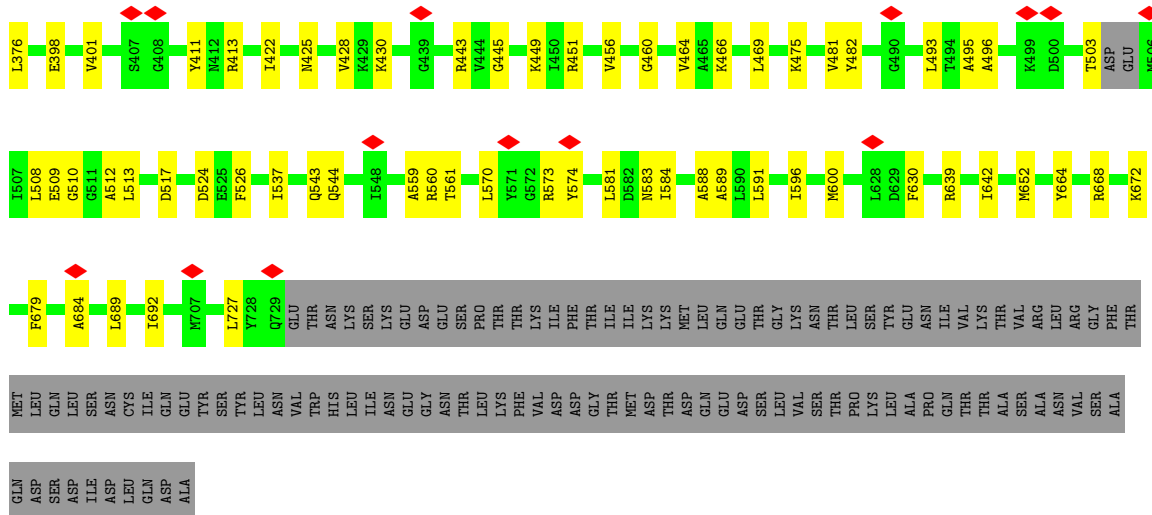 L376 E398 V401 S407 G408 Y411 N412 R413 I422 N425 V428 K429 K430 G439 R443 V444 G445 K449 I450 R451 V456 G460 V464 A465 K466 L469 K475 V481 Y482 G490 L493 T494 A495 A496 K499 D500 T503 ASP GLU M506
I507 L508 E509 G510 G511 A512 L513 D517 D524 E525 F526 I537 Q543 Q544 I548 A559 R560 T561 L570 Y571 G572 R573 Y574 L581 D582 N583 I584 A588 A589 L590 L591 I596 M600 L628 D629 F630 R639 I642 M652 Y664 R668 K672
F679 A684 L689 I692 M707 L727 Y728 Q729 GLU THR ASN LYS SER LYS GLU ASP GLU SER PRO THR THR LYS ILE PHE THR ILE ILE LYS LYS MET LEU GLN GLU THR GLY LYS ASN THR LEU SER TYR GLU ASN ILE VAL LYS THR VAL ARG LEU ARG GLY PHE THR
MET LEU GLN LEU SER ASN CYS ILE GLN GLU TYR SER TYR LEU ASN VAL TRP HIS LEU ILE ASN GLU GLY ASN THR LEU LYS PHE VAL ASP ASP GLY THR MET ASP THR ASP GLN GLU ASP SER LEU VAL SER THR PRO LYS LEU ALA PRO GLN THR THR ALA SER ALA ASN VAL SER ALA
GLN ASP SER ASP ILE ASP LEU GLN ASP ALA